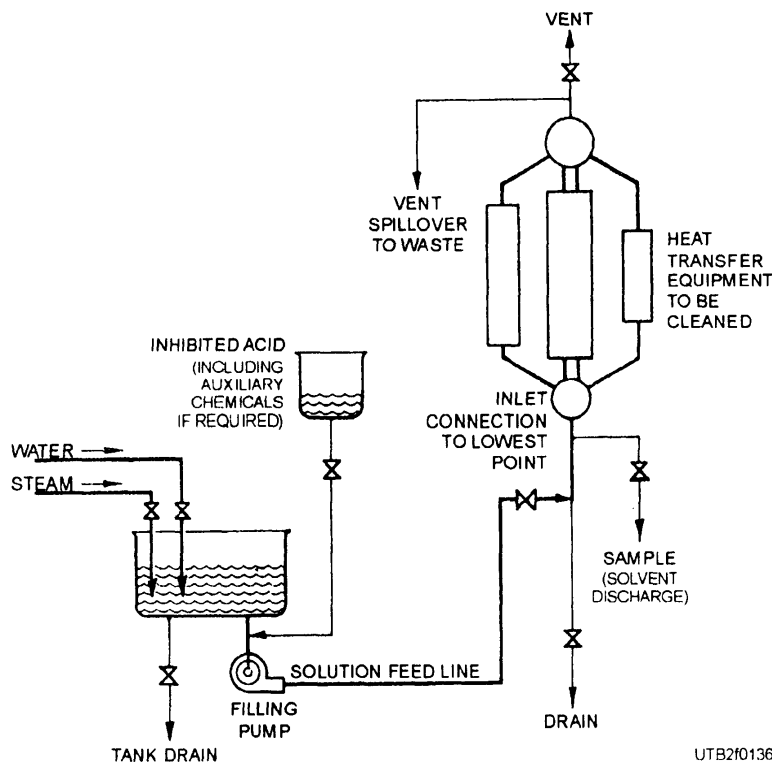 VENT
VENT
SPILLOVER
TO WASTE
HEAT
TRANSFER
EQUIPMENT
TO BE
CLEANED
INHIBITED ACID
(INCLUDING
AUXILIARY
CHEMICALS
IF REQUIRED)
INLET
CONNECTION
TO LOWEST
POINT
WATER
STEAM
SAMPLE
(SOLVENT
DISCHARGE)
SOLUTION FEED LINE
FILLING
PUMP
DRAIN
TANK DRAIN
UTB2f0136